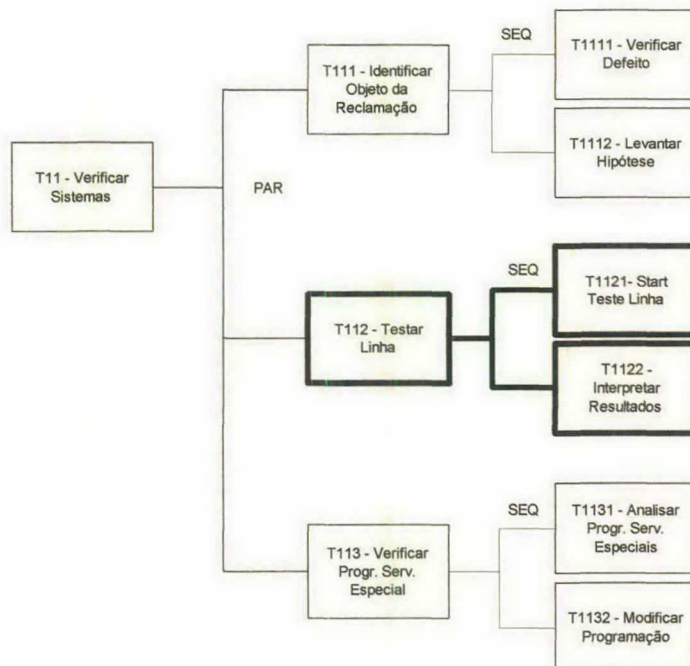 SEQ
T1111 - Verificar
Defeito
T111 - Identificar
Objeto da
Reclamação
T1112 - Levantar
Hipótese
T11 - Verificar
Sistemas
PAR
SEQ
T1121- Start
Teste Linha
T112 - Testar
Linha
T1122 -
Interpretar
Resultados
SEQ
T1131 - Analisar
Progr. Serv.
Especiais
T113 - Verificar
Progr. Serv.
Especial
T1132 - Modificar
Programação